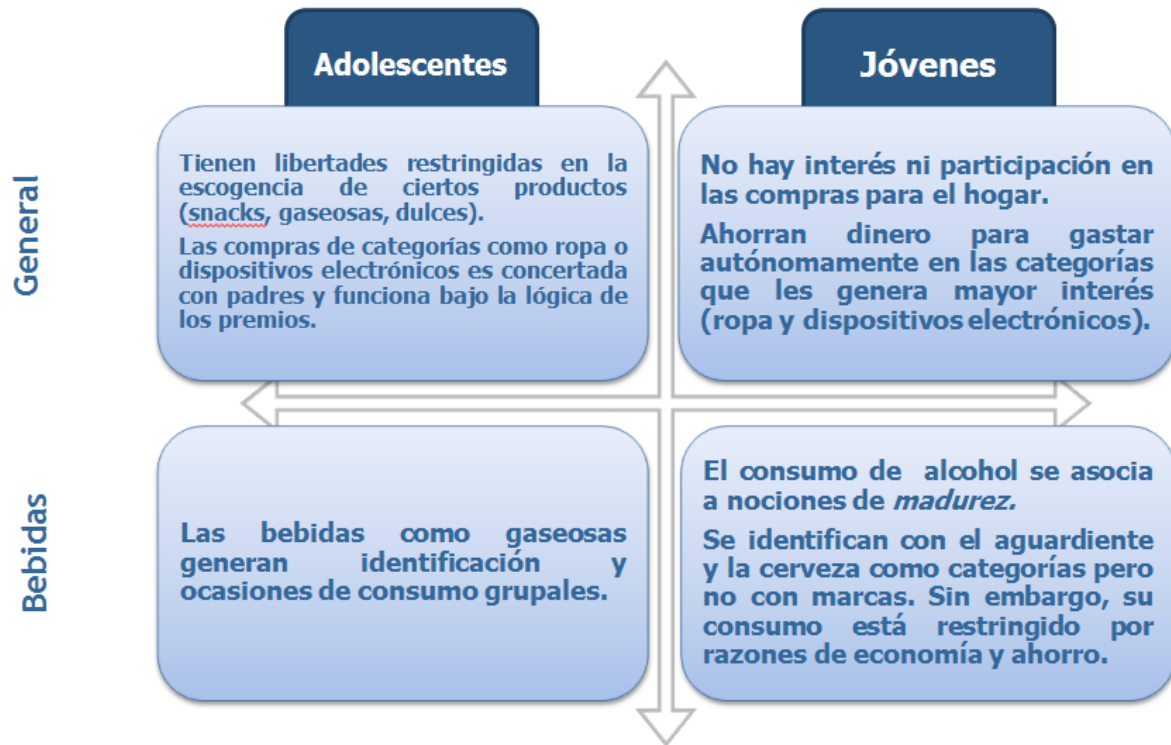 Adolescentes
Jóvenes
General
Tienen libertades restringidas en la
escogencia de ciertos productos
(snacks, gaseosas, dulces).
Las compras de categorías como ropa o
dispositivos electrónicos es concertada
con padres y funciona bajo la lógica de
los premios.
No hay interés ni participación en
las compras para el hogar.
Ahorran dinero para gastar
autónomamente en las categorías
que les genera mayor interés
(ropa y dispositivos electrónicos).
Bebidas
Las bebidas como gaseosas
generan identificación y
ocasiones de consumo grupales.
El consumo de alcohol se asocia
a nociones de madurez.
Se identifican con el aguardiente
y la cerveza como categorías pero
no con marcas. Sin embargo, su
consumo está restringido por
razones de economía y ahorro.